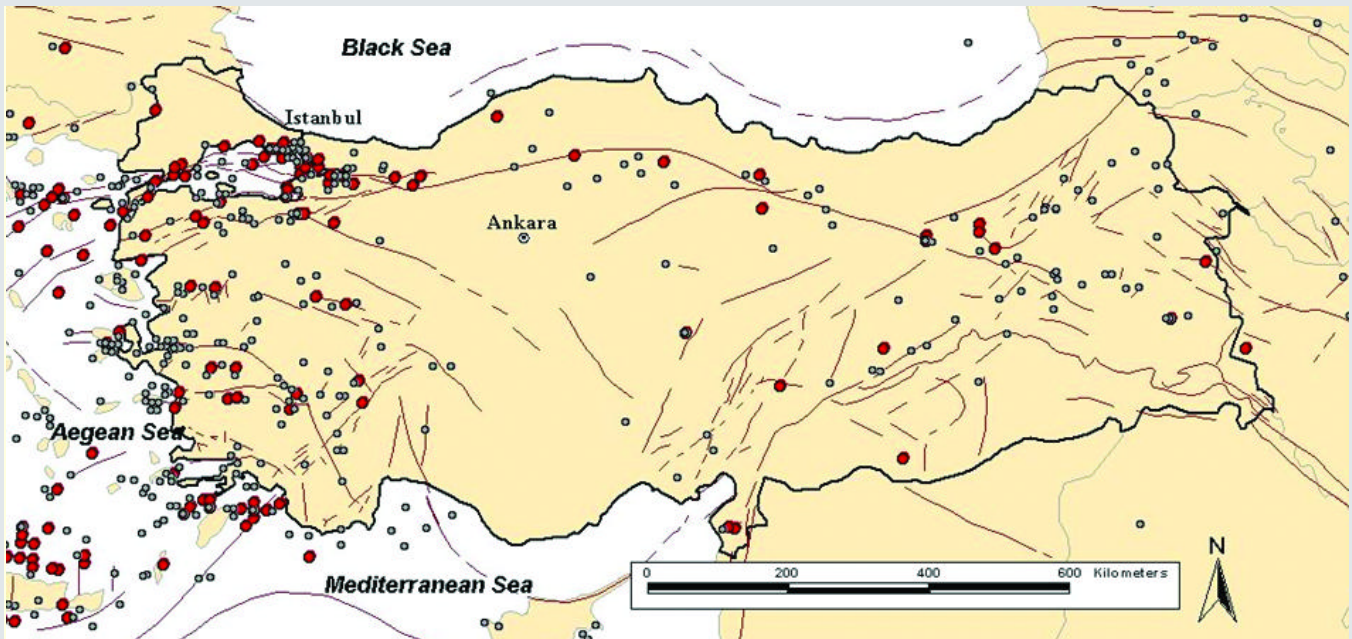 Black Sea
Istanbul
Ankara
Aegean Sea
Mediterranean Sea
N
0 200 400 600 Kilometers